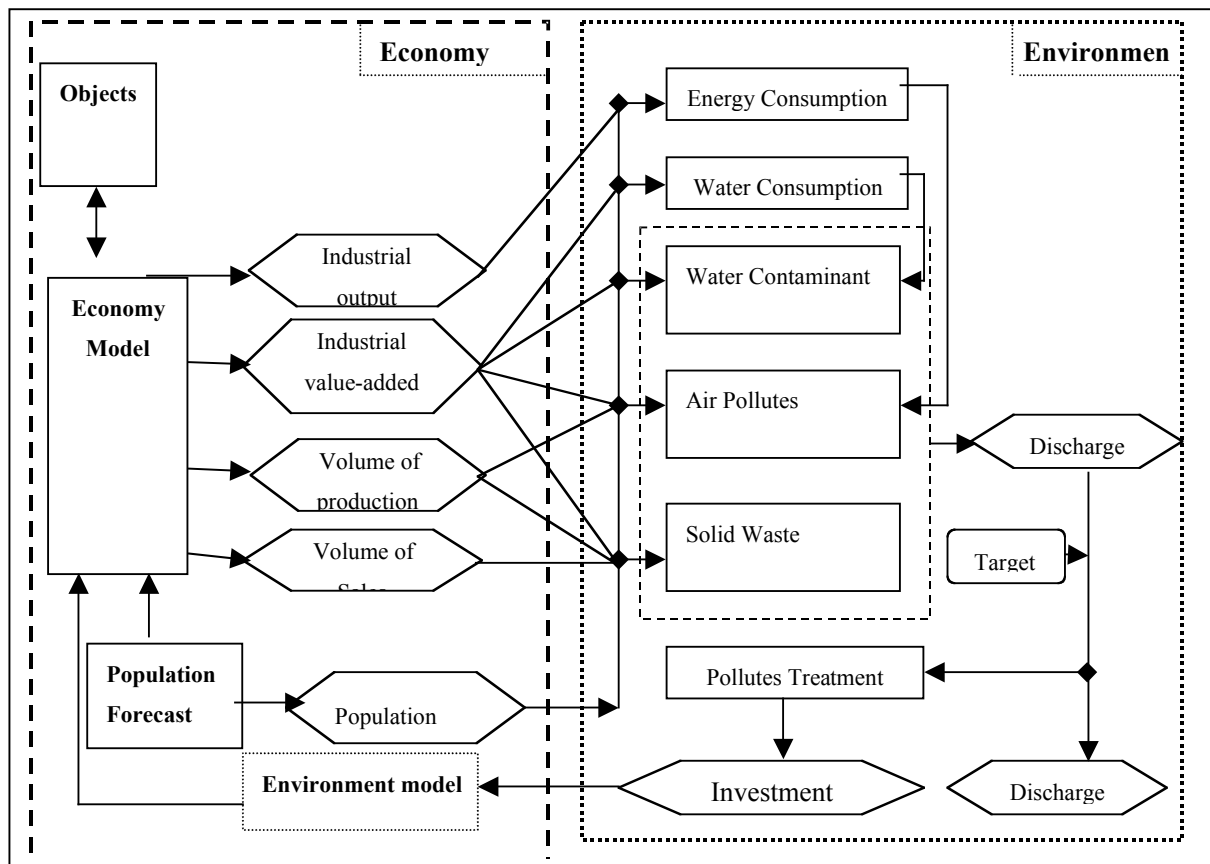 Economy
Environmen
Objects
Energy Consumption
Water Consumption
Industrial
output
Water Contaminant
Economy
Model
Industrial
value-added
Air Pollutes
Discharge
Volume of
production
Solid Waste
Volume of
Target
Population
Forecast
Population
Pollutes Treatment
Environment model
Investment
Discharge